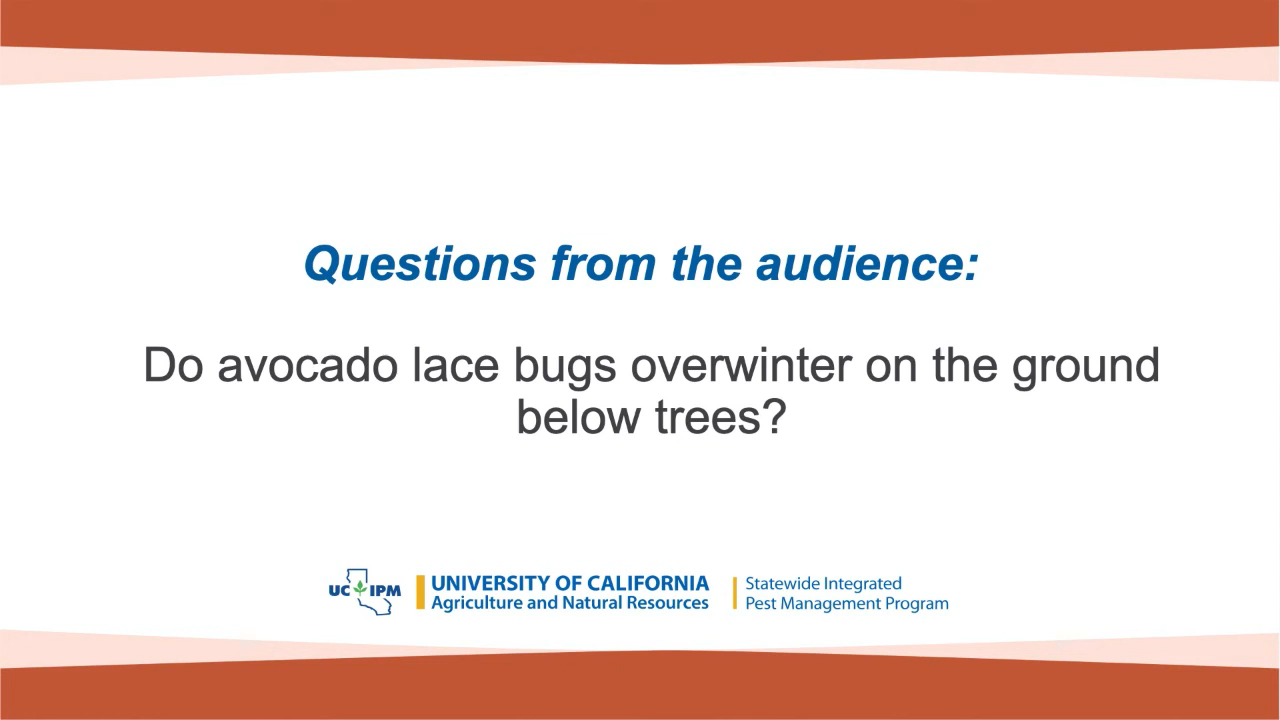 Questions from the audience:
Do avocado lace bugs overwinter on the ground
below trees?
UC IPM
UNIVERSITY OF CALIFORNIA
Agriculture and Natural Resources
Statewide Integrated
Pest Management Program